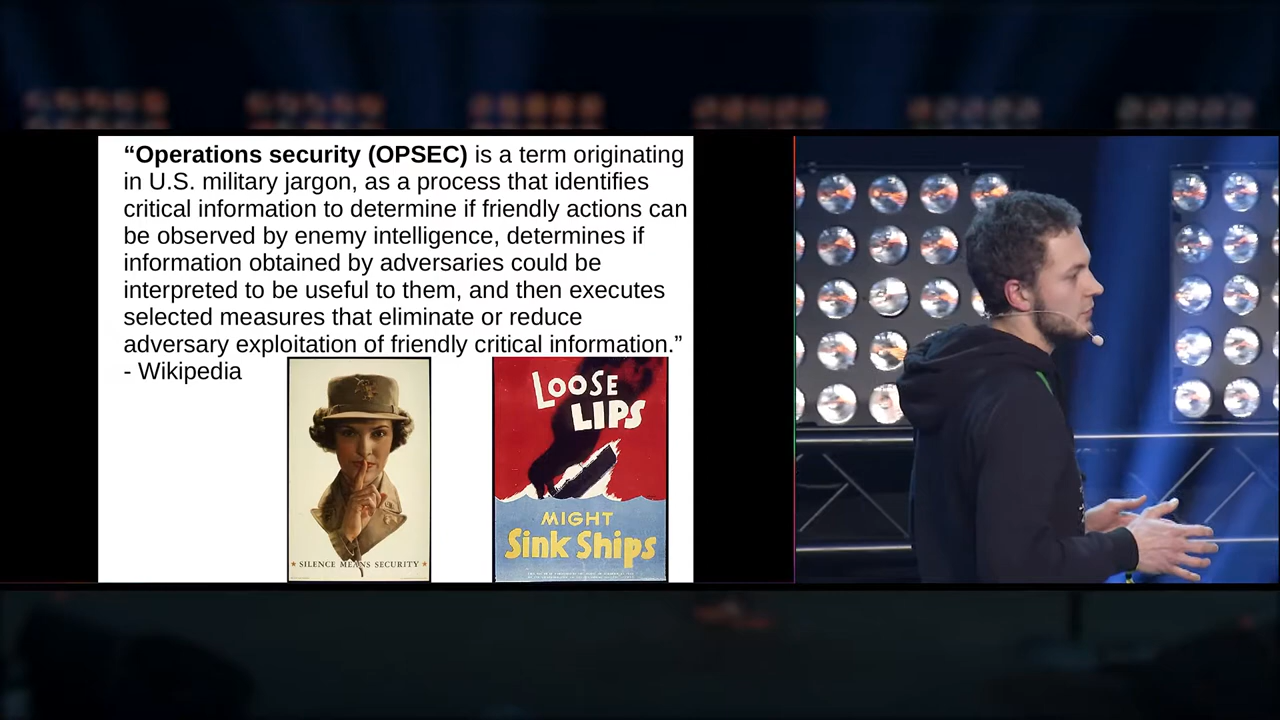 “Operations security (OPSEC) is a term originating
in U.S. military jargon, as a process that identifies
critical information to determine if friendly actions can
be observed by enemy intelligence, determines if
information obtained by adversaries could be
interpreted to be useful to them, and then executes
selected measures that eliminate or reduce
adversary exploitation of friendly critical information.”
- Wikipedia
★ SILENCE MEANS SECURITY ★
LOOSE
LIPS
MIGHT
Sink Ships